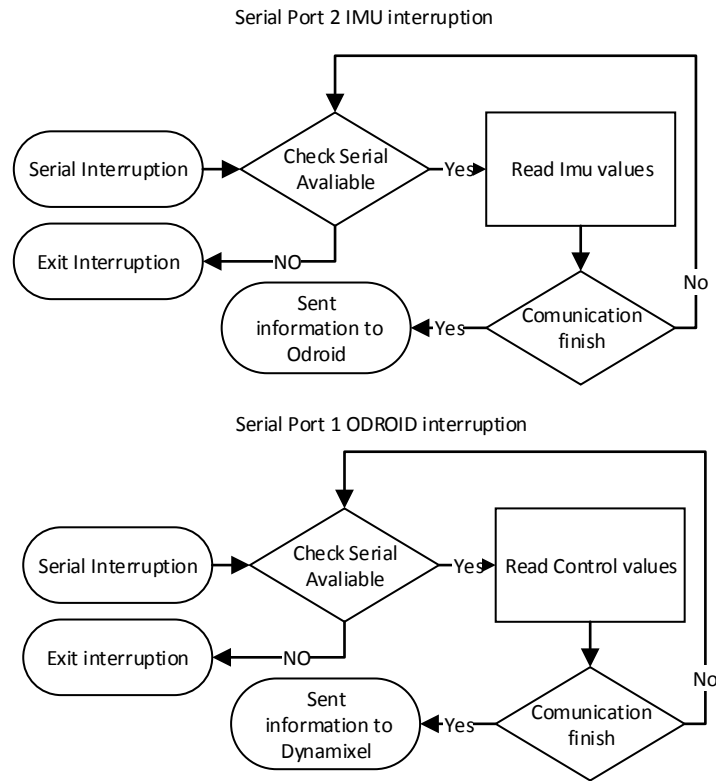 Serial Port 2 IMU interruption
Serial Interruption
Check Serial
Avaliable
Yes
Read Imu values
Exit Interruption
NO
No
Sent
information to
Odroid
Yes
Comunication
finish
Serial Port 1 ODROID interruption
Serial Interruption
Check Serial
Avaliable
Yes
Read Control values
Exit interruption
NO
No
Sent
information to
Dynamixel
Yes
Comunication
finish